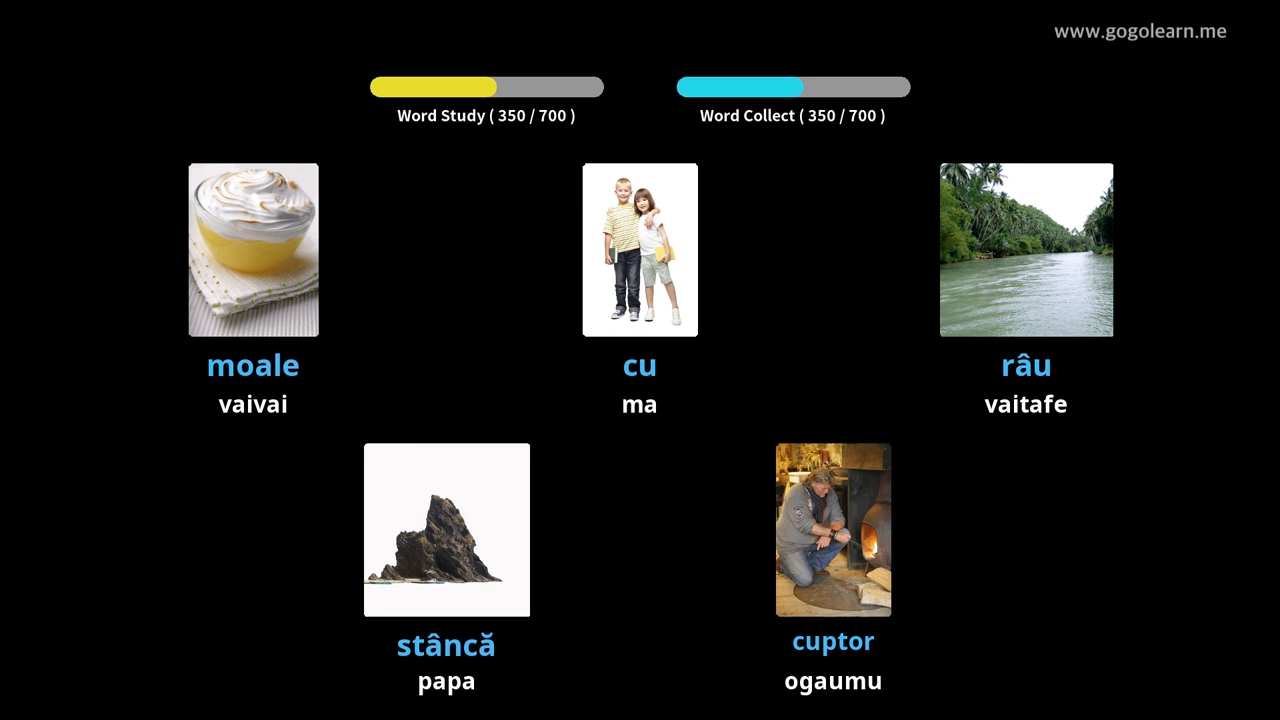 www.gogolearn.me
Word Study ( 350 / 700 )
Word Collect ( 350 / 700 )
moale
vaivai
cu
ma
râu
vaitafe
stâncă
papa
cuptor
ogaumu